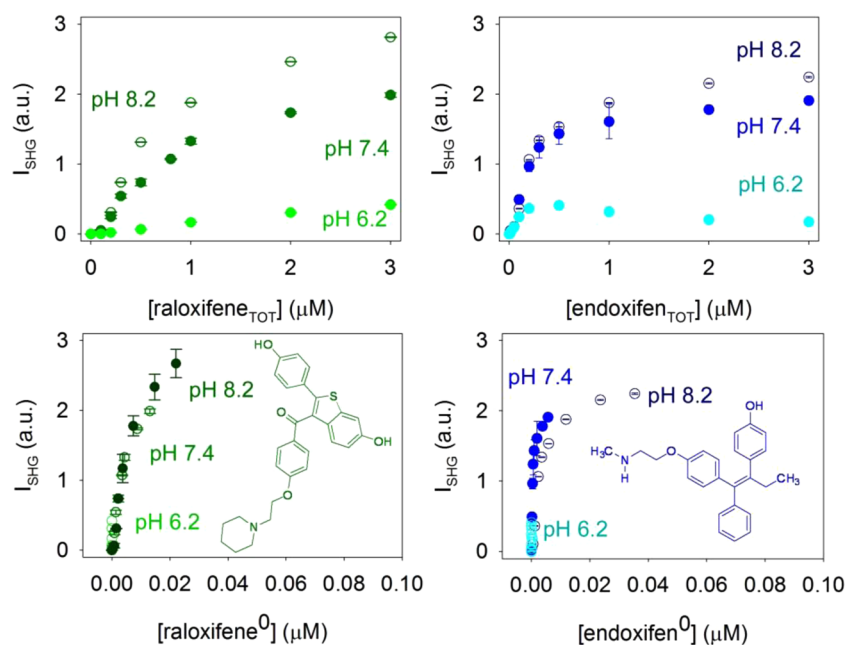 3
2
1
0
I_SHG (a.u.)
pH 8.2
pH 7.4
pH 6.2
0 1 2 3
[raloxifene_TOT] (μM)
3
2
1
0
I_SHG (a.u.)
pH 8.2
pH 7.4
pH 6.2
0 1 2 3
[endoxifen_TOT] (μM)
3
2
1
0
I_SHG (a.u.)
HO
S
O
OH
O
N
pH 8.2
pH 7.4
pH 6.2
0.00 0.02 0.04 0.06 0.08 0.10
[raloxifene⁰] (μM)
3
2
1
0
I_SHG (a.u.)
pH 7.4
pH 8.2
pH 6.2
OH
H₃C
N
H
O
CH₃
0.00 0.02 0.04 0.06 0.08 0.10
[endoxifen⁰] (μM)